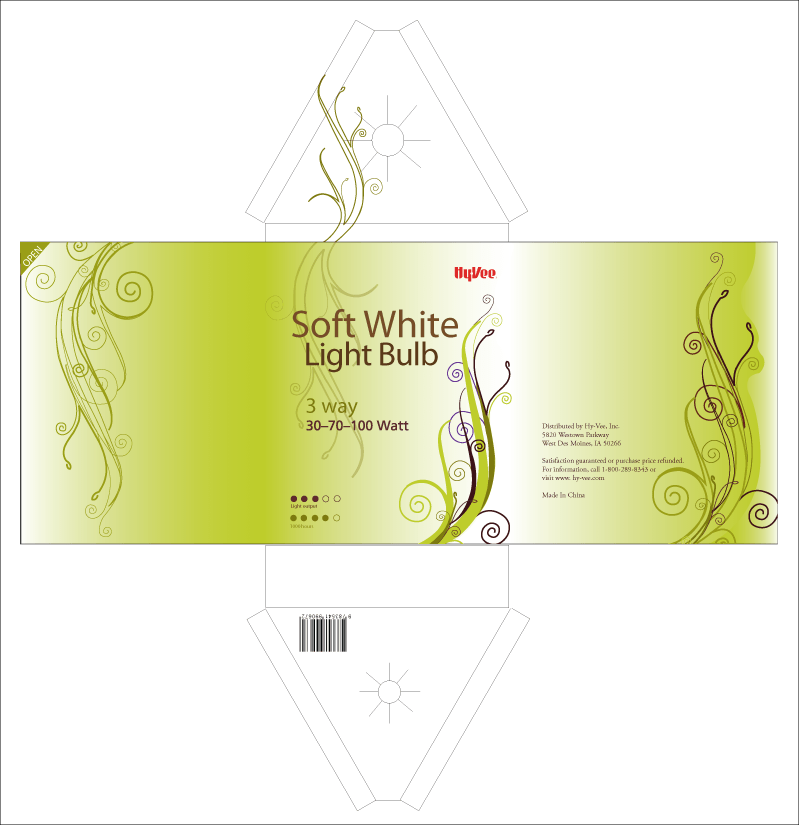 OPEN
HyVee
Soft White
Light Bulb
3 way
30–70–100 Watt
Light output
Distributed by Hy-Vee, Inc
5820 Westown Parkway
West Des Moines, IA 50266
Satisfaction guaranteed or purchase price refunded.
For information, call 1-800-289-8343 or
visit www. hy-vee.com
Made In China